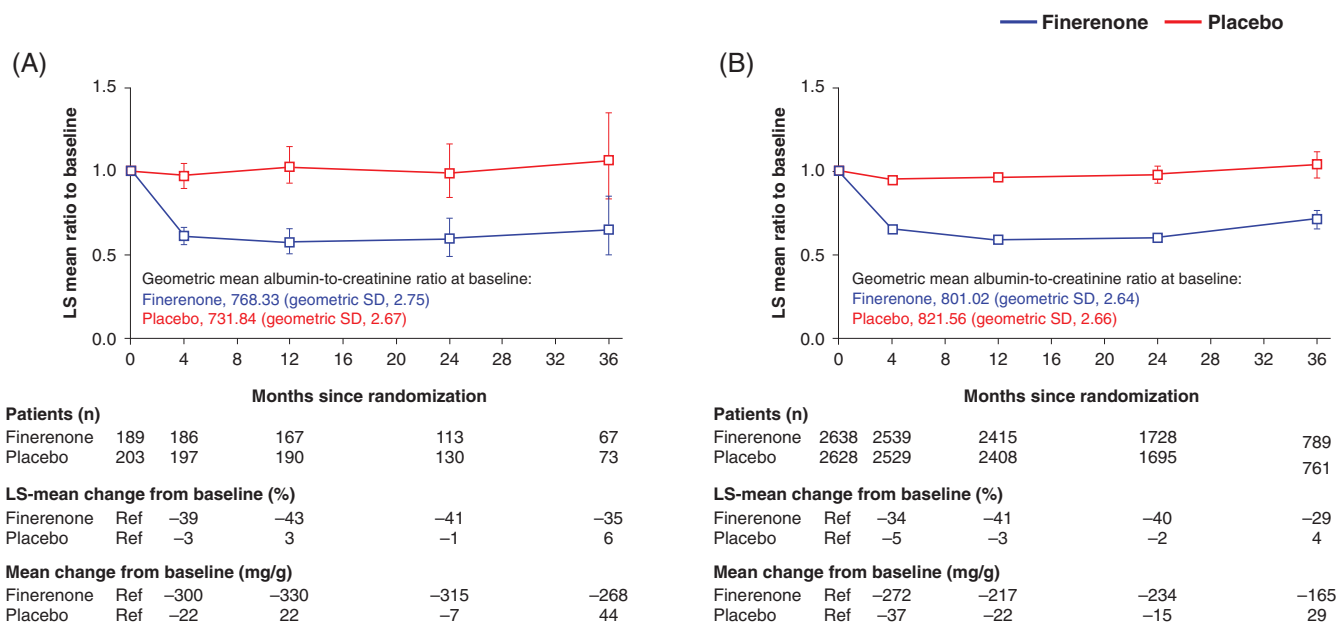 Finerenone Placebo
(A)
LS mean ratio to baseline
1.5
1.0
0.5
0.0
Geometric mean albumin-to-creatinine ratio at baseline:
Finerenone, 768.33 (geometric SD, 2.75)
Placebo, 731.84 (geometric SD, 2.67)
0 4 8 12 16 20 24 28 32 36
Months since randomization
Patients (n)
Finerenone 189 186 167 113 67
Placebo 203 197 190 130 73
LS-mean change from baseline (%)
Finerenone Ref –39 –43 –41 –35
Placebo Ref –3 3 –1 6
Mean change from baseline (mg/g)
Finerenone Ref –300 –330 –315 –268
Placebo Ref –22 22 –7 44
(B)
LS mean ratio to baseline
1.5
1.0
0.5
0.0
Geometric mean albumin-to-creatinine ratio at baseline:
Finerenone, 801.02 (geometric SD, 2.64)
Placebo, 821.56 (geometric SD, 2.66)
0 4 8 12 16 20 24 28 32 36
Months since randomization
Patients (n)
Finerenone 2638 2539 2415 1728 789
Placebo 2628 2529 2408 1695 761
LS-mean change from baseline (%)
Finerenone Ref –34 –41 –40 –29
Placebo Ref –5 –3 –2 4
Mean change from baseline (mg/g)
Finerenone Ref –272 –217 –234 –165
Placebo Ref –37 –22 –15 29